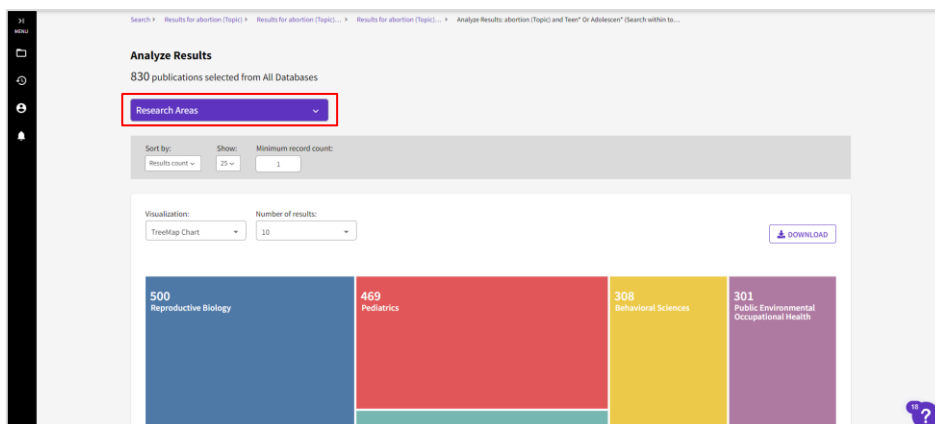 Search > Results for abortion (Topic) > Results for abortion (Topic)... > Results for abortion (Topic)... > Analyze Results: abortion (Topic) and Teen* Or Adolescen* (Search within to...
MENU
Analyze Results
830 publications selected from All Databases
Research Areas
Sort by: Show: Minimum record count:
Results count 25 1
Visualization: Number of results:
TreeMap Chart 10
DOWNLOAD
500 469 308 301
Reproductive Biology Pediatrics Behavioral Sciences Public Environmental
Occupational Health
18
?